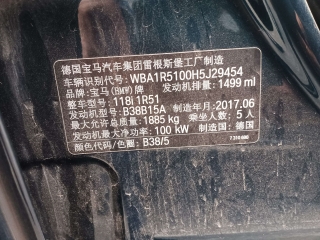 德国宝马汽车集团雷根斯堡工厂制造
车辆识别代号: WBA1R5100H5J29454
品牌: 宝马(BMW)牌 发动机排量: 1499 ml
整车型号: 118i 1R51
发动机型号: B38B15A 制造年月: 2017.06
最大允许总质量: 1885 kg 乘坐人数: 5 人
发动机最大净功率: 100 kW 制造国: 德国
颜色代码/色圈: B38/5